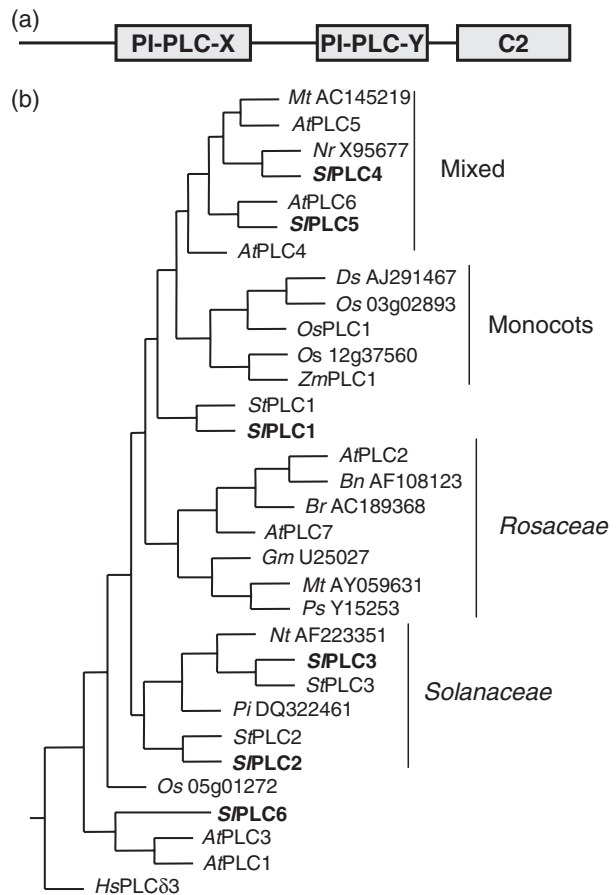 (a)
PI-PLC-X PI-PLC-Y C2
(b)
Mt AC145219
AtPLC5
Nr X95677
SlPLC4
AtPLC6
SlPLC5
AtPLC4
Mixed
Ds AJ291467
Os 03g02893
OsPLC1
Os 12g37560
ZmPLC1
Monocots
StPLC1
SlPLC1
AtPLC2
Bn AF108123
Br AC189368
AtPLC7
Gm U25027
Mt AY059631
Ps Y15253
Rosaceae
Nt AF223351
SlPLC3
StPLC3
Pi DQ322461
StPLC2
SlPLC2
Solanaceae
Os 05g01272
SlPLC6
AtPLC3
AtPLC1
HsPLCδ3